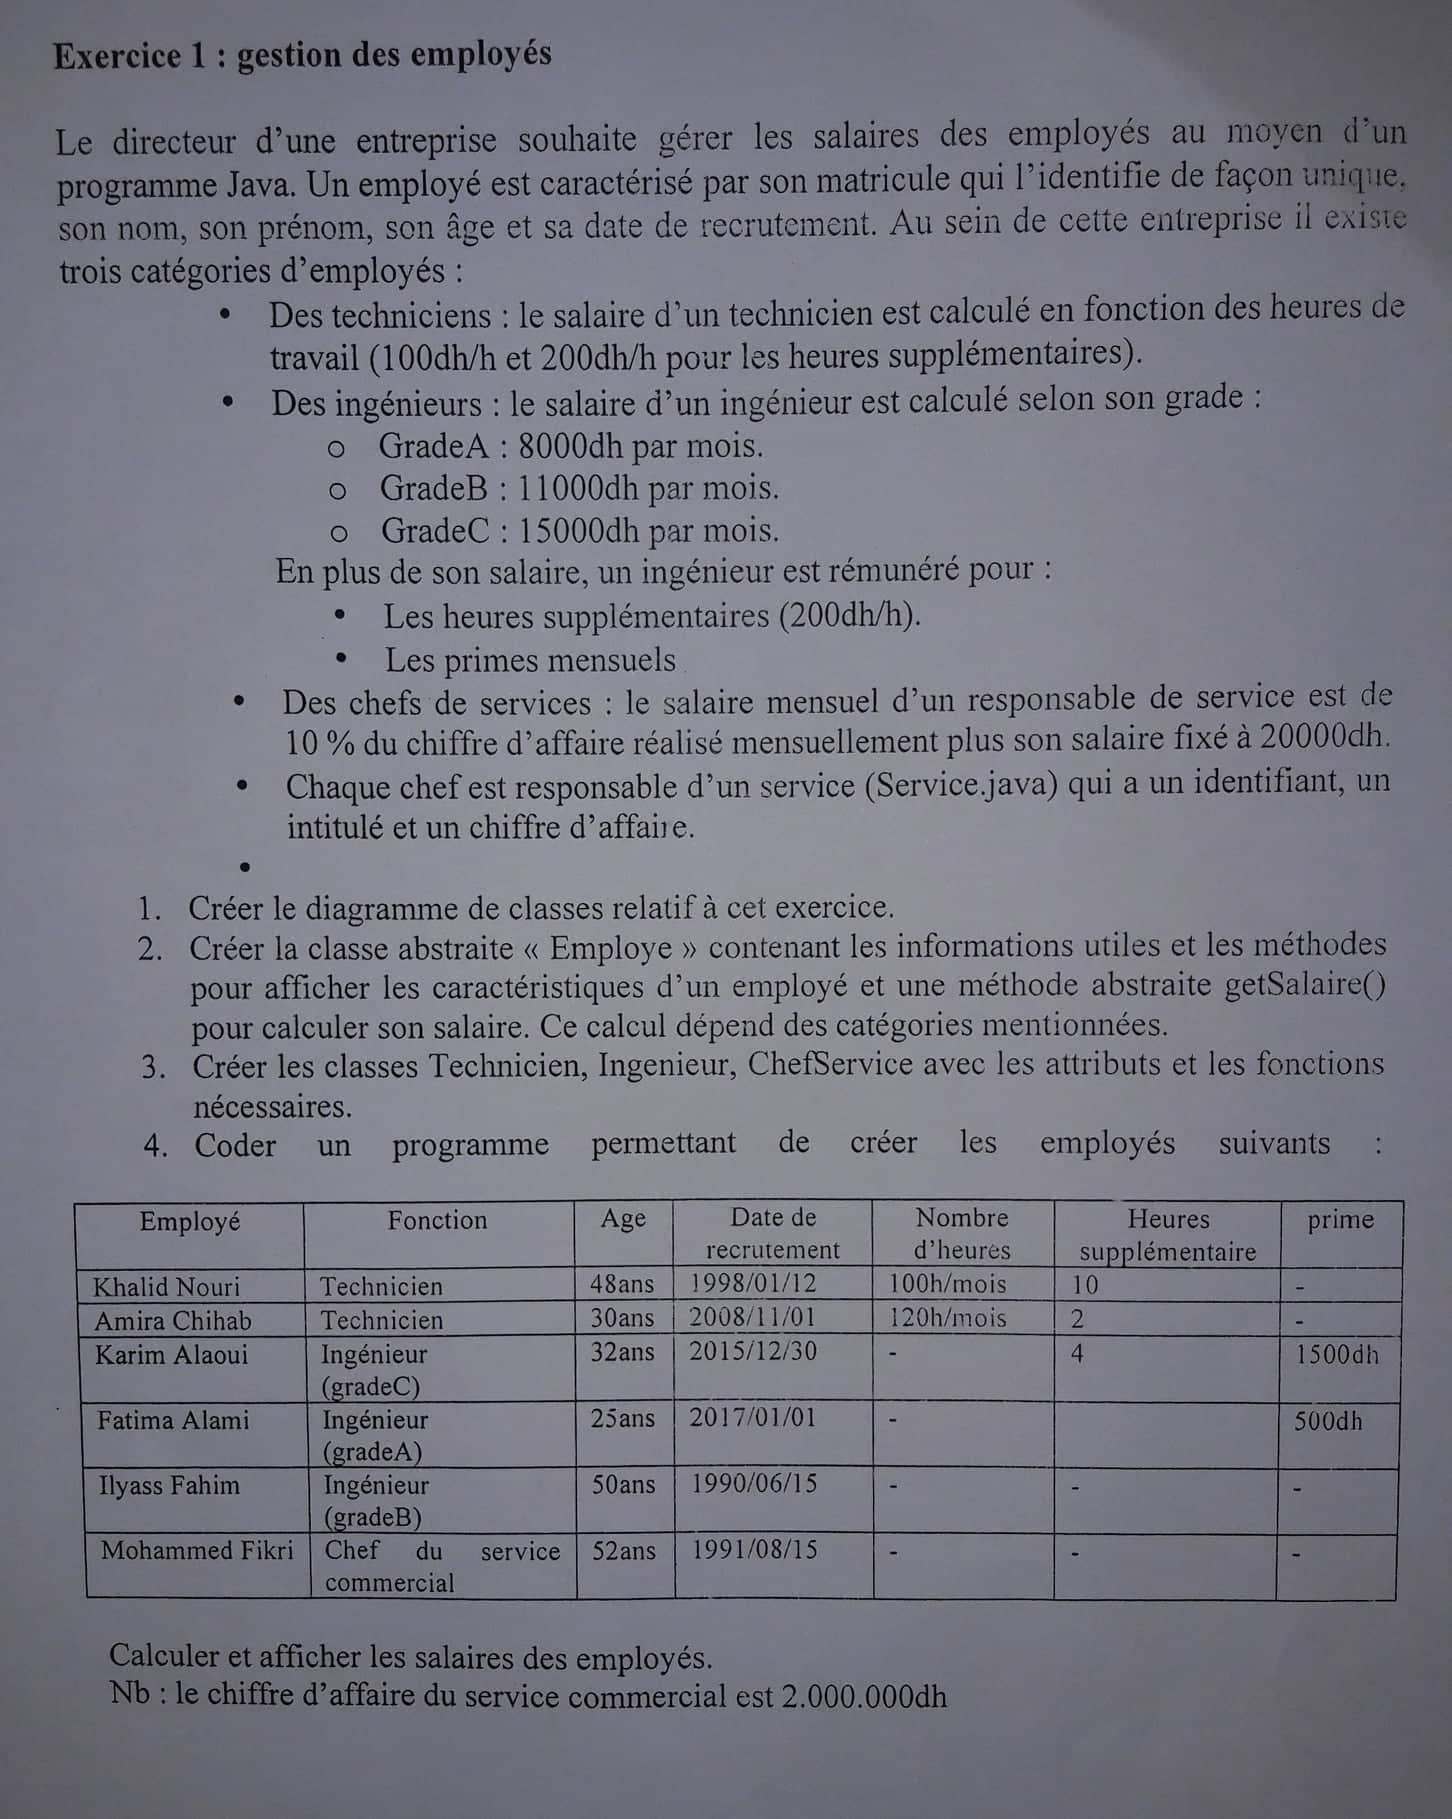 Exercice 1 : gestion des employés
Le directeur d'une entreprise souhaite gérer les salaires des employés au moyen d'un
programme Java. Un employé est caractérisé par son matricule qui l'identifie de façon unique,
son nom, son prénom, son âge et sa date de recrutement. Au sein de cette entreprise il existe
trois catégories d'employés :
• Des techniciens : le salaire d'un technicien est calculé en fonction des heures de
travail (100dh/h et 200dh/h pour les heures supplémentaires).
• Des ingénieurs : le salaire d'un ingénieur est calculé selon son grade :
o GradeA : 8000dh par mois.
o GradeB : 11000dh par mois.
o GradeC : 15000dh par mois.
En plus de son salaire, un ingénieur est rémunéré pour :
• Les heures supplémentaires (200dh/h).
• Les primes mensuels
• Des chefs de services : le salaire mensuel d'un responsable de service est de
10 % du chiffre d'affaire réalisé mensuellement plus son salaire fixé à 20000dh.
• Chaque chef est responsable d'un service (Service.java) qui a un identifiant, un
intitulé et un chiffre d'affaire.
•
1. Créer le diagramme de classes relatif à cet exercice.
2. Créer la classe abstraite « Employe » contenant les informations utiles et les méthodes
pour afficher les caractéristiques d'un employé et une méthode abstraite getSalaire()
pour calculer son salaire. Ce calcul dépend des catégories mentionnées.
3. Créer les classes Technicien, Ingenieur, ChefService avec les attributs et les fonctions
nécessaires.
4. Coder un programme permettant de créer les employés suivants :
Employé Fonction Age Date de recrutement Nombre d'heures Heures supplémentaire prime
Khalid Nouri Technicien 48ans 1998/01/12 100h/mois 10 -
Amira Chihab Technicien 30ans 2008/11/01 120h/mois 2 -
Karim Alaoui Ingénieur (gradeC) 32ans 2015/12/30 - 4 1500dh
Fatima Alami Ingénieur (gradeA) 25ans 2017/01/01 - 500dh
Ilyass Fahim Ingénieur (gradeB) 50ans 1990/06/15 - - -
Mohammed Fikri Chef du service commercial 52ans 1991/08/15 - - -
Calculer et afficher les salaires des employés.
Nb : le chiffre d'affaire du service commercial est 2.000.000dh